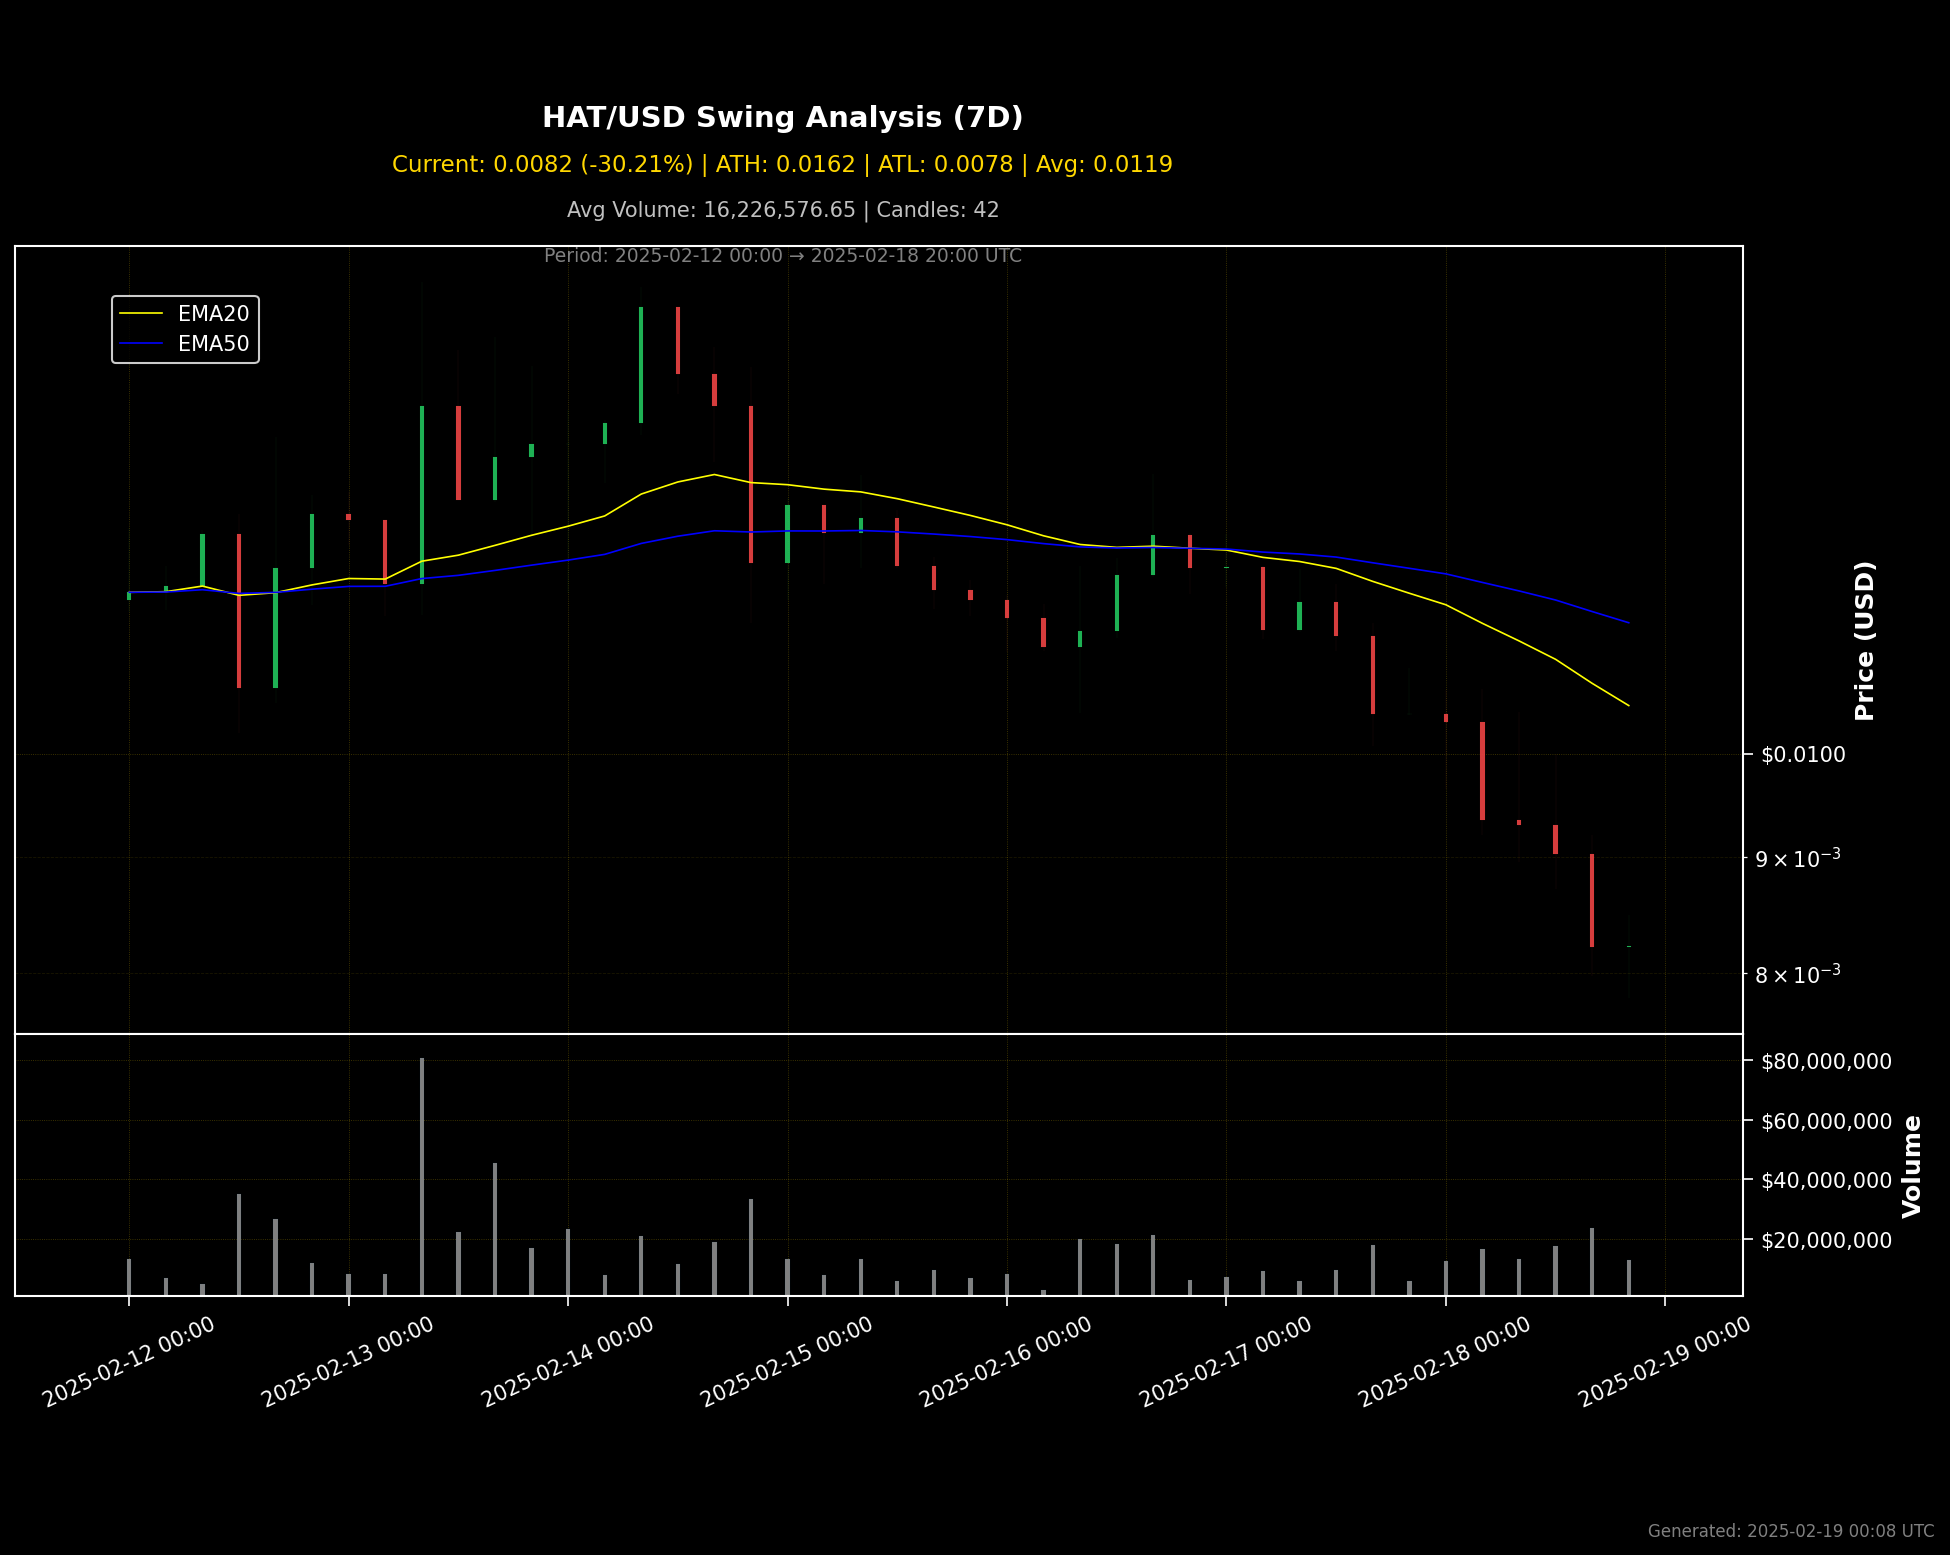 HAT/USD Swing Analysis (7D)
Current: 0.0082 (-30.21%) | ATH: 0.0162 | ATL: 0.0078 | Avg: 0.0119
Avg Volume: 16,226,576.65 | Candles: 42
Period: 2025-02-12 00:00 → 2025-02-18 20:00 UTC
EMA20
EMA50
Price (USD)
$0.0100
9 × 10⁻³
8 × 10⁻³
$80,000,000
$60,000,000
$40,000,000
$20,000,000
Volume
2025-02-12 00:00
2025-02-13 00:00
2025-02-14 00:00
2025-02-15 00:00
2025-02-16 00:00
2025-02-17 00:00
2025-02-18 00:00
2025-02-19 00:00
Generated: 2025-02-19 00:08 UTC